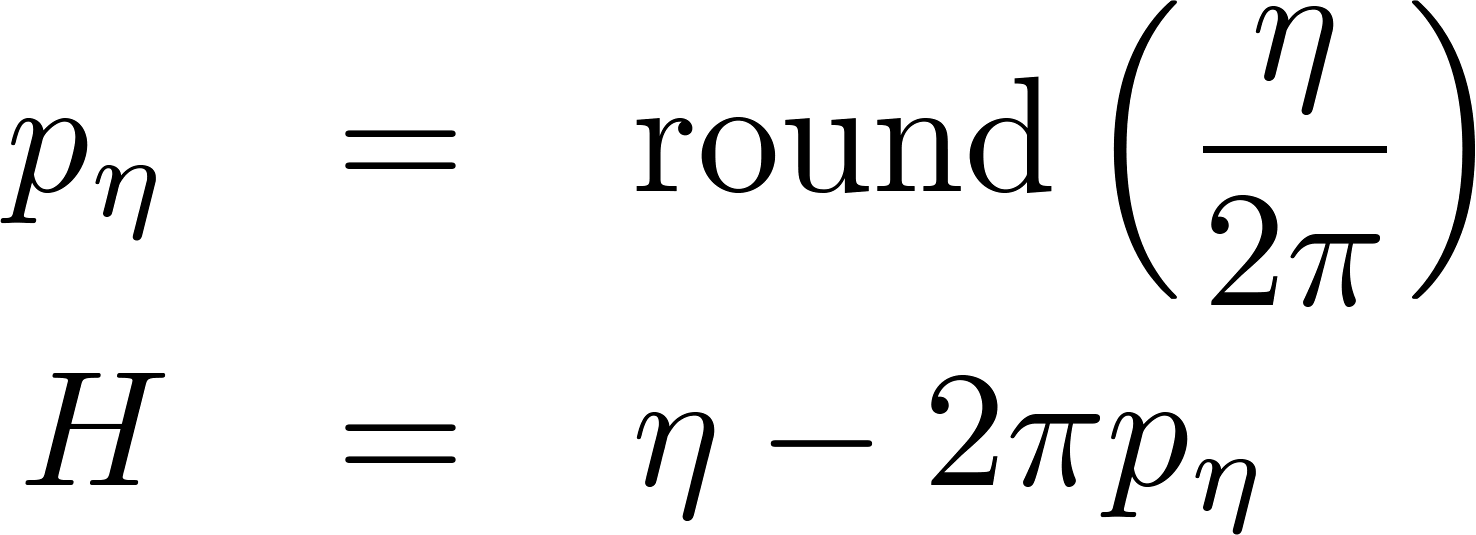 p_η = round (η/2π)
H = η − 2πp_η